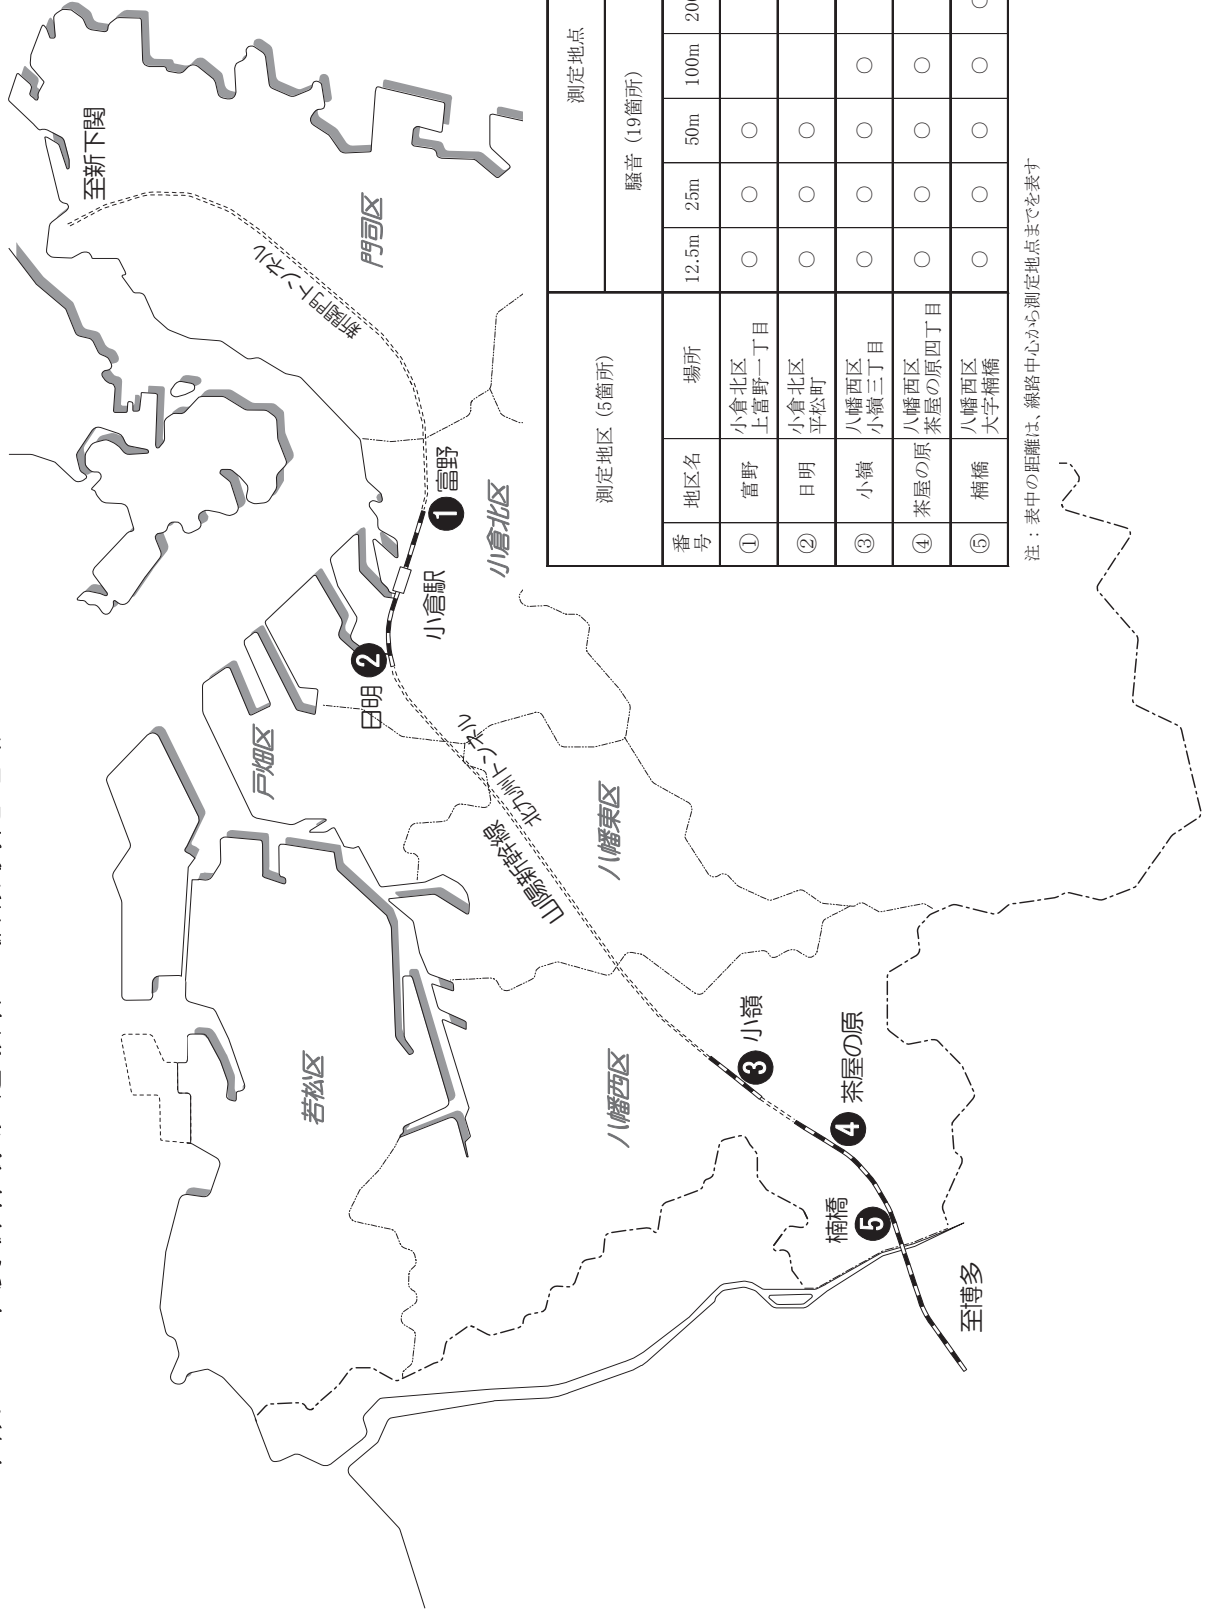 至新下関
新関門トンネル
門司区
❶ 富野
小倉北区
小倉駅
❷
日明
戸畑区
北九州トンネル
山陽新幹線
八幡東区
若松区
八幡西区
❸ 小嶺
❹ 茶屋の原
楠橋
❺
至博多
測定地区 (5箇所) 測定地点
騒音 (19箇所)
番号 地区名 場所 12.5m 25m 50m 100m
① 富野 小倉北区
上富野一丁目 ○ ○ ○
② 日明 小倉北区
平松町 ○ ○ ○
③ 小嶺 八幡西区
小嶺三丁目 ○ ○ ○ ○
④ 茶屋の原 八幡西区
茶屋の原四丁目 ○ ○ ○ ○
⑤ 楠橋 八幡西区
大字楠橋 ○ ○ ○ ○ ○
注：表中の距離は、線路中心から測定地点までを表す